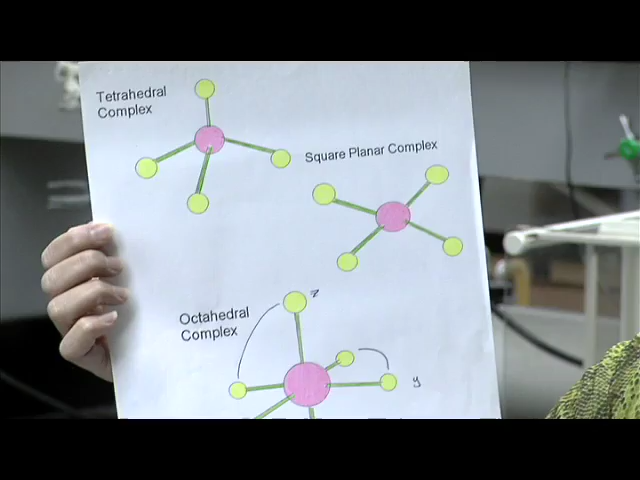 Tetrahedral
Complex
Square Planar Complex
Octahedral
Complex
z
y